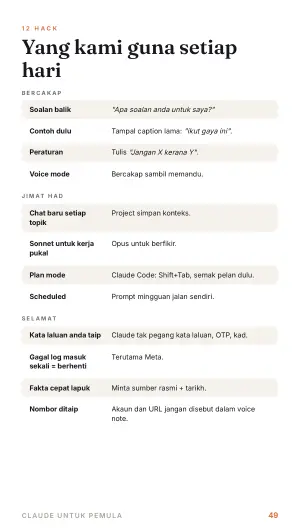 12 HACK
Yang kami guna setiap
hari
BERCAKAP
Soalan balik "Apa soalan anda untuk saya?"
Contoh dulu Tampal caption lama: "ikut gaya ini".
Peraturan Tulis "Jangan X kerana Y".
Voice mode Bercakap sambil memandu.
JIMAT HAD
Chat baru setiap topik Project simpan konteks.
Sonnet untuk kerja pukal Opus untuk berfikir.
Plan mode Claude Code: Shift+Tab, semak pelan dulu.
Scheduled Prompt mingguan jalan sendiri.
SELAMAT
Kata laluan anda taip Claude tak pegang kata laluan, OTP, kad.
Gagal log masuk sekali = berhenti Terutama Meta.
Fakta cepat lapuk Minta sumber rasmi + tarikh.
Nombor ditaip Akaun dan URL jangan disebut dalam voice note.
CLAUDE UNTUK PEMULA 49